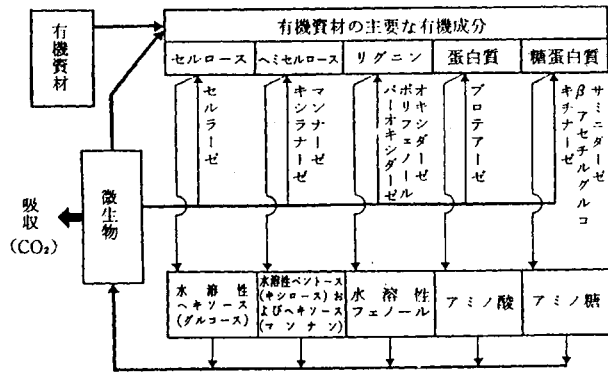 有機資材の主要な有機成分
有機資材
セルロース
ヘミセルロース
リグニン
蛋白質
糖蛋白質
セルラーゼ
マンナーゼ
キシラナーゼ
オキシダーゼ
ポリフェノール
パーオキシダーゼ
プロテアーゼ
サミニダーゼ
β アセチルグルコ
キチナーゼ
微生物
吸収
(CO₂)
水溶性
ヘキソース
(グルコース)
水溶性ペントース
(キシロース)お
よびヘキソース
(マンナン)
水溶性
フェノール
アミノ酸
アミノ糖